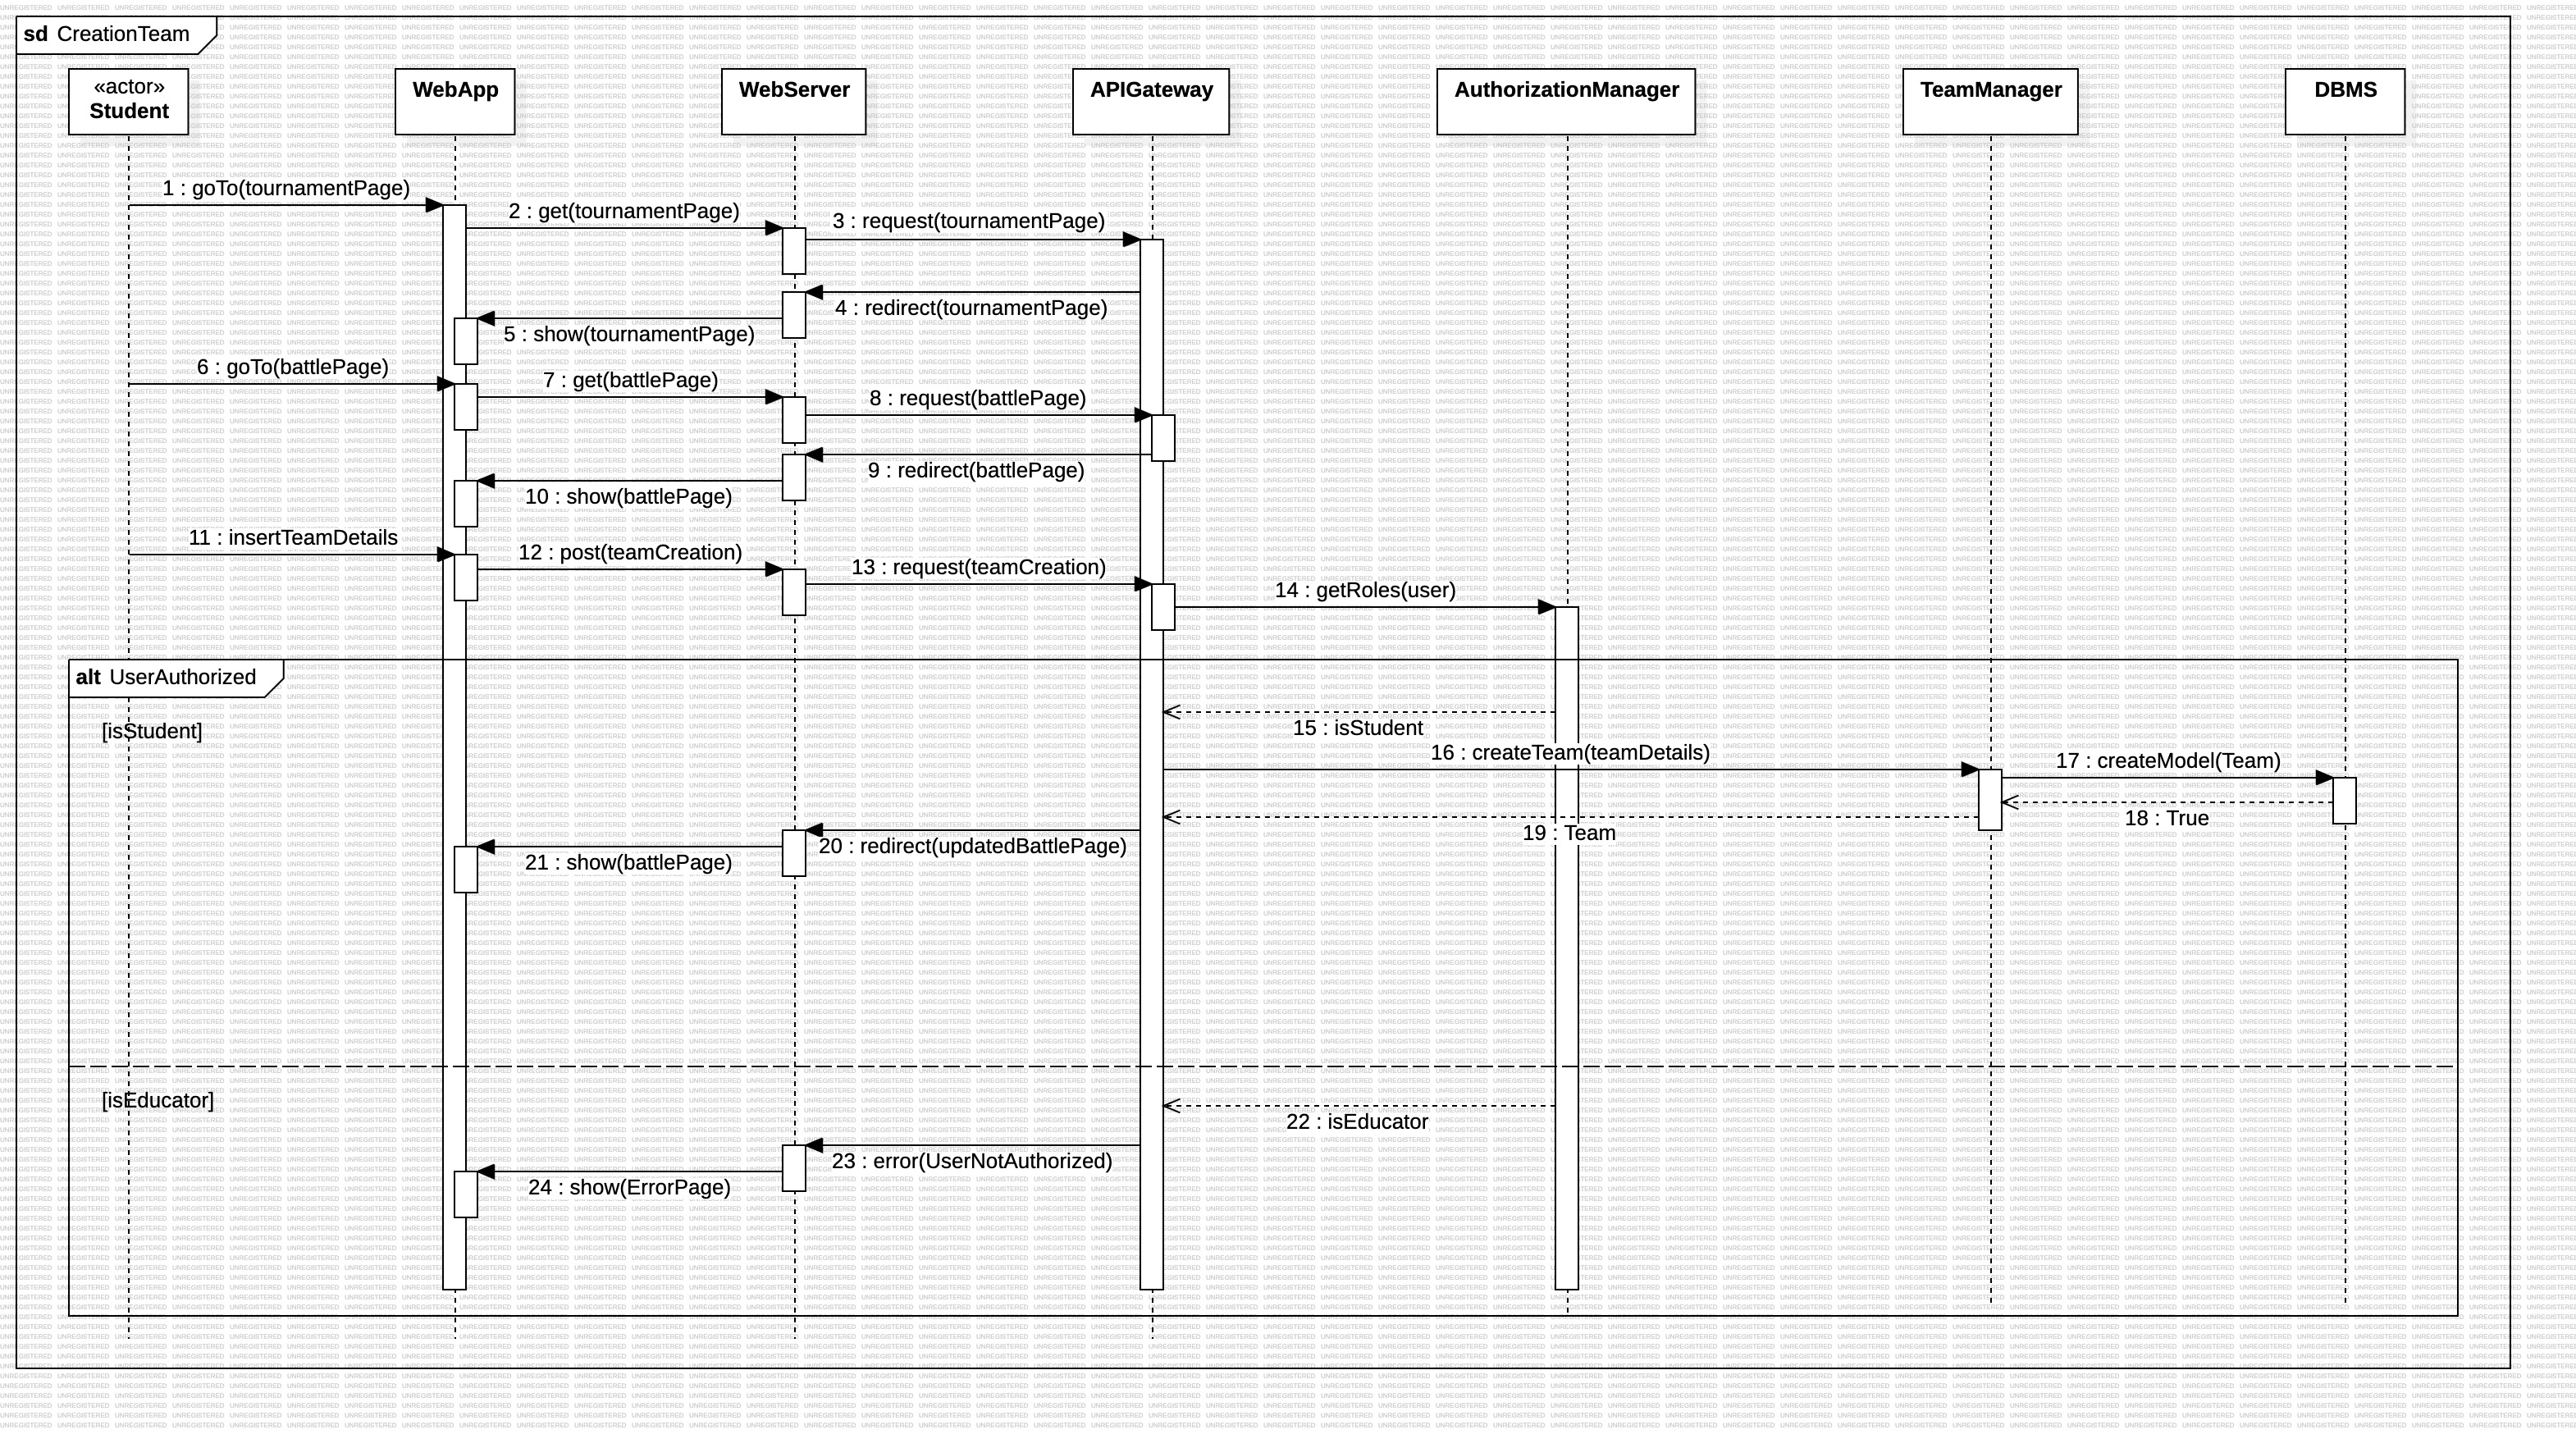 sd CreationTeam
«actor»
Student
WebApp
WebServer
APIGateway
AuthorizationManager
TeamManager
DBMS
1 : goTo(tournamentPage)
2 : get(tournamentPage)
3 : request(tournamentPage)
4 : redirect(tournamentPage)
5 : show(tournamentPage)
6 : goTo(battlePage)
7 : get(battlePage)
8 : request(battlePage)
9 : redirect(battlePage)
10 : show(battlePage)
11 : insertTeamDetails
12 : post(teamCreation)
13 : request(teamCreation)
14 : getRoles(user)
alt UserAuthorized
[isStudent]
15 : isStudent
16 : createTeam(teamDetails)
17 : createModel(Team)
18 : True
19 : Team
20 : redirect(updatedBattlePage)
21 : show(battlePage)
[isEducator]
22 : isEducator
23 : error(UserNotAuthorized)
24 : show(ErrorPage)
UNREGISTERED